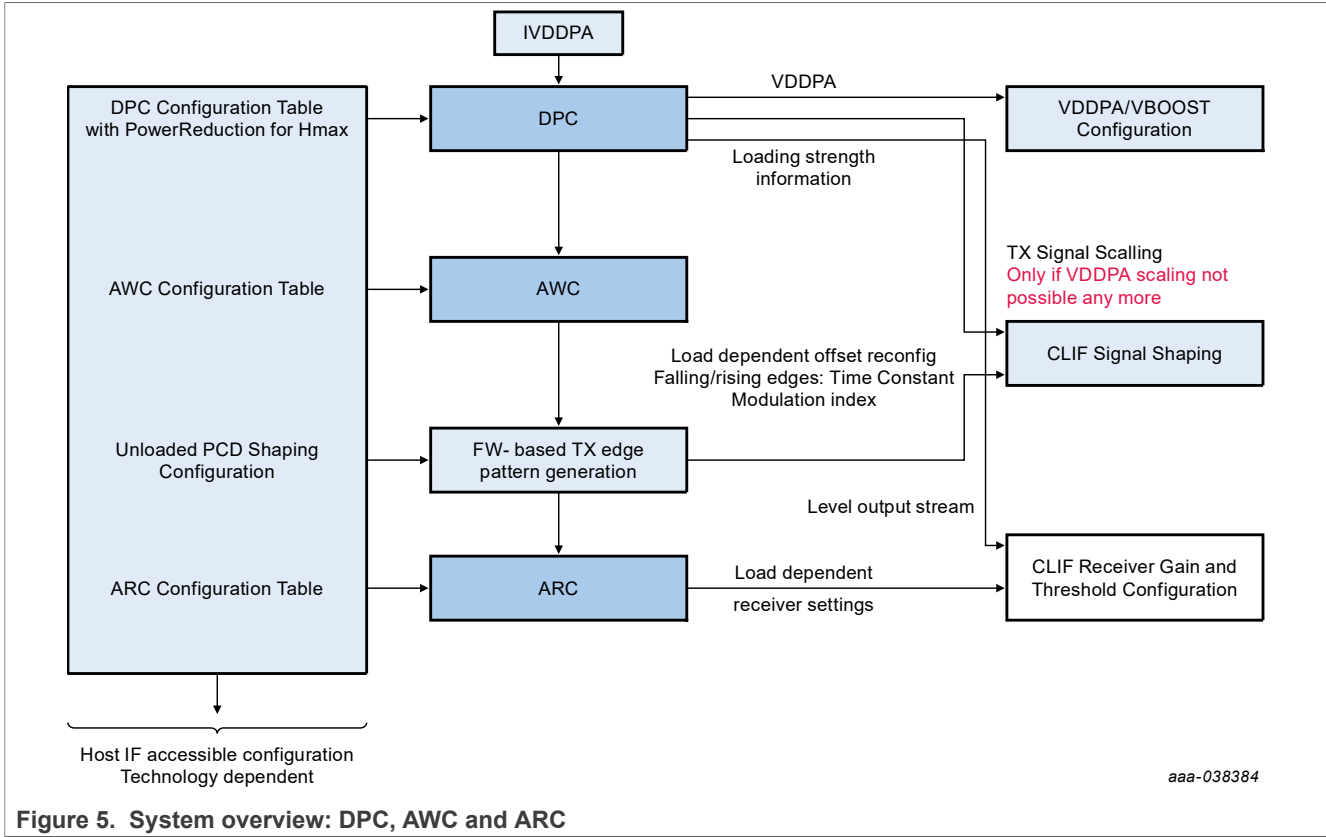 IVDDPA
DPC Configuration Table
with PowerReduction for Hmax
DPC
VDDPA
VDDPA/VBOOST
Configuration
Loading strength
information
TX Signal Scalling
Only if VDDPA scaling not
possible any more
AWC Configuration Table
AWC
CLIF Signal Shaping
Load dependent offset reconfig
Falling/rising edges: Time Constant
Modulation index
Unloaded PCD Shaping
Configuration
FW- based TX edge
pattern generation
Level output stream
ARC Configuration Table
ARC
Load dependent
receiver settings
CLIF Receiver Gain and
Threshold Configuration
Host IF accessible configuration
Technology dependent
aaa-038384
Figure 5. System overview: DPC, AWC and ARC